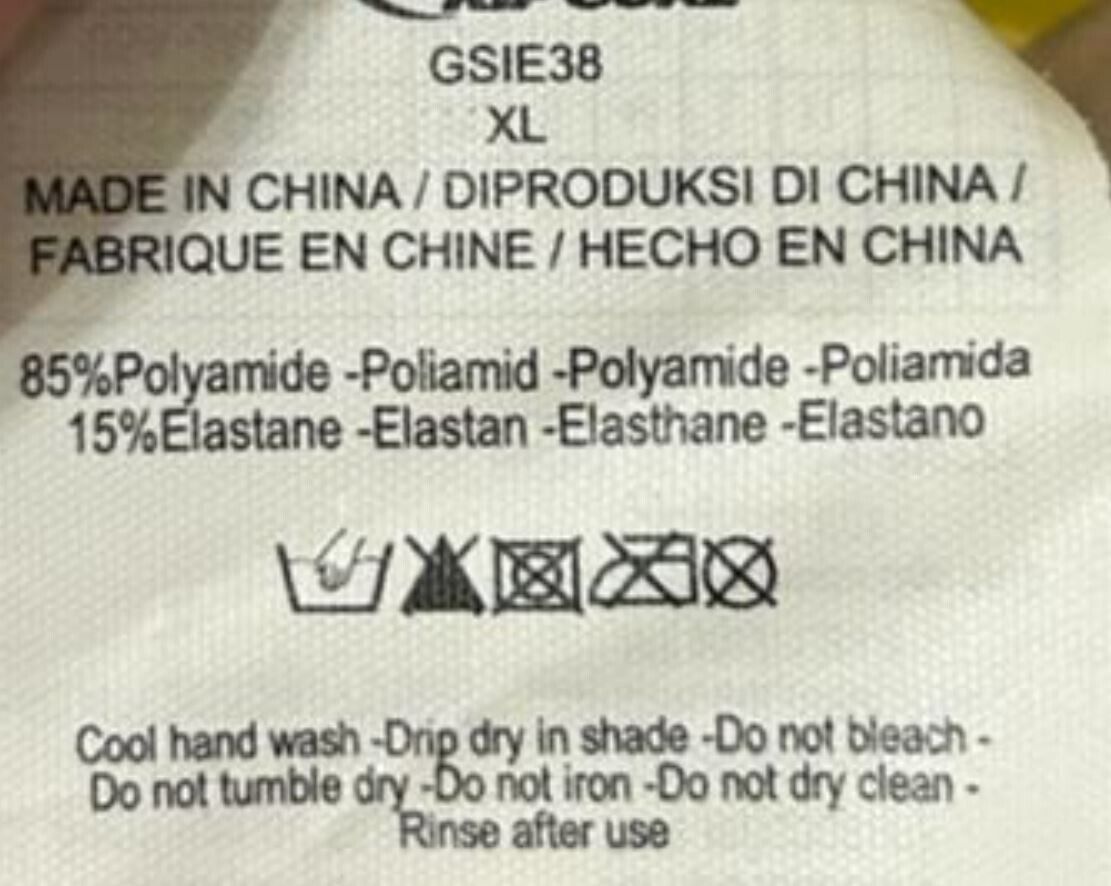 GSIE38
XL
MADE IN CHINA / DIPRODUKSI DI CHINA /
FABRIQUE EN CHINE / HECHO EN CHINA
85%Polyamide -Poliamid -Polyamide -Poliamida
15%Elastane -Elastan -Elasthane -Elastano
Cool hand wash -Drip dry in shade -Do not bleach -
Do not tumble dry -Do not iron -Do not dry clean -
Rinse after use